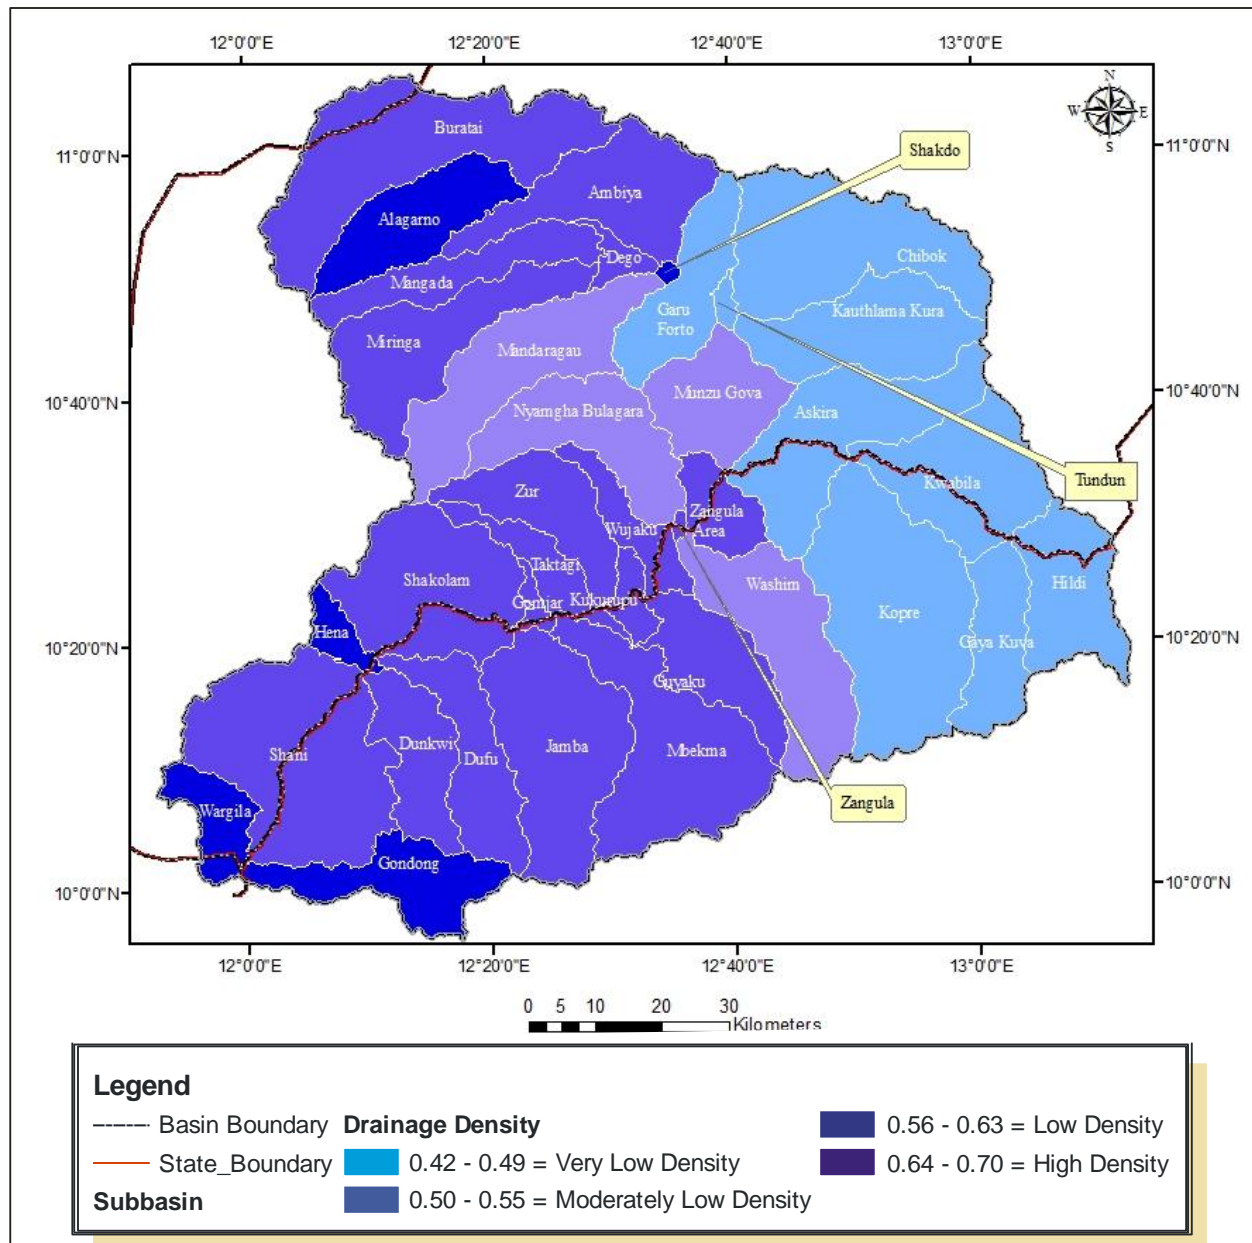 12°0'0"E
12°20'0"E
12°40'0"E
13°0'0"E
N
W
E
S
11°0'0"N
11°0'0"N
Buratai
Shakdo
Ambiya
Alagarno
Chibok
Dego
Mangada
Garu
Forto
Kauthlama Kura
Miringa
Mandaragau
Munzu Gova
10°40'0"N
10°40'0"N
Nyamgha Bulagara
Askira
Tundun
Kwabila
Zur
Zangula
Area
Wujaku
Taktagi
Shakolam
Washim
Hildi
Gomjar
Kukurupu
Kopre
Hena
Gaya Kuva
10°20'0"N
10°20'0"N
Guyaku
Shani
Dunkwi
Dufu
Jamba
Mbekma
Zangula
Wargila
Gondong
10°0'0"N
10°0'0"N
12°0'0"E
12°20'0"E
12°40'0"E
13°0'0"E
0 5 10 20 30
Kilometers
Legend
Basin Boundary
State_Boundary
Subbasin
Drainage Density
0.42 - 0.49 = Very Low Density
0.50 - 0.55 = Moderately Low Density
0.56 - 0.63 = Low Density
0.64 - 0.70 = High Density